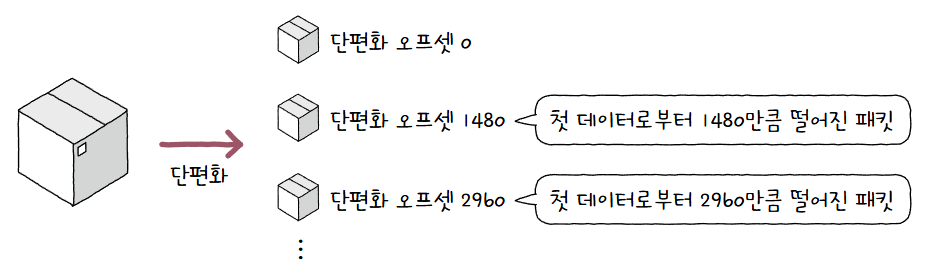 단편화 오프셋 0
단편화 오프셋 1480
첫 데이터로부터 1480만큼 떨어진 패킷
단편화
단편화 오프셋 2960
첫 데이터로부터 2960만큼 떨어진 패킷